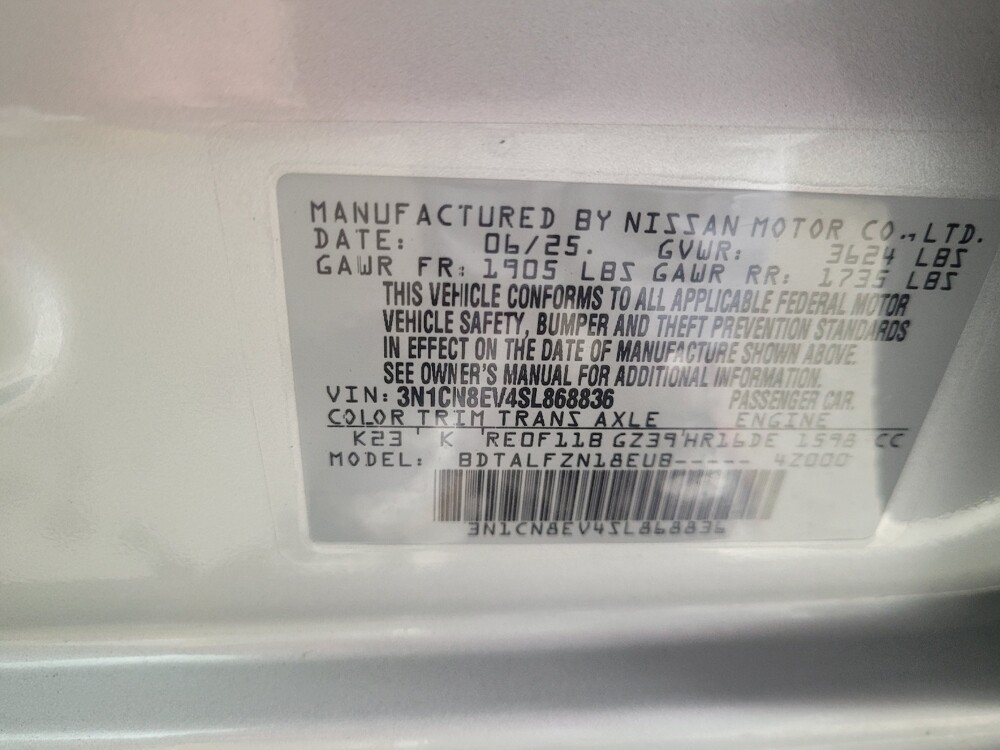 MANUFACTURED BY NISSAN MOTOR CO.,LTD.
DATE: 06/25. GVWR: 3624 LBS
GAWR FR: 1905 LBS GAWR RR: 1735 LBS
THIS VEHICLE CONFORMS TO ALL APPLICABLE FEDERAL MOTOR
VEHICLE SAFETY, BUMPER AND THEFT PREVENTION STANDARDS
IN EFFECT ON THE DATE OF MANUFACTURE SHOWN ABOVE.
SEE OWNER'S MANUAL FOR ADDITIONAL INFORMATION.
VIN: 3N1CN8EV4SL868836 PASSENGER CAR.
COLOR TRIM TRANS AXLE ENGINE
K23 K RE0F11B GZ39 HR16DE 1598 CC
MODEL: BDTALFZN18EUB----- 4Z000
3N1CN8EV4SL868836